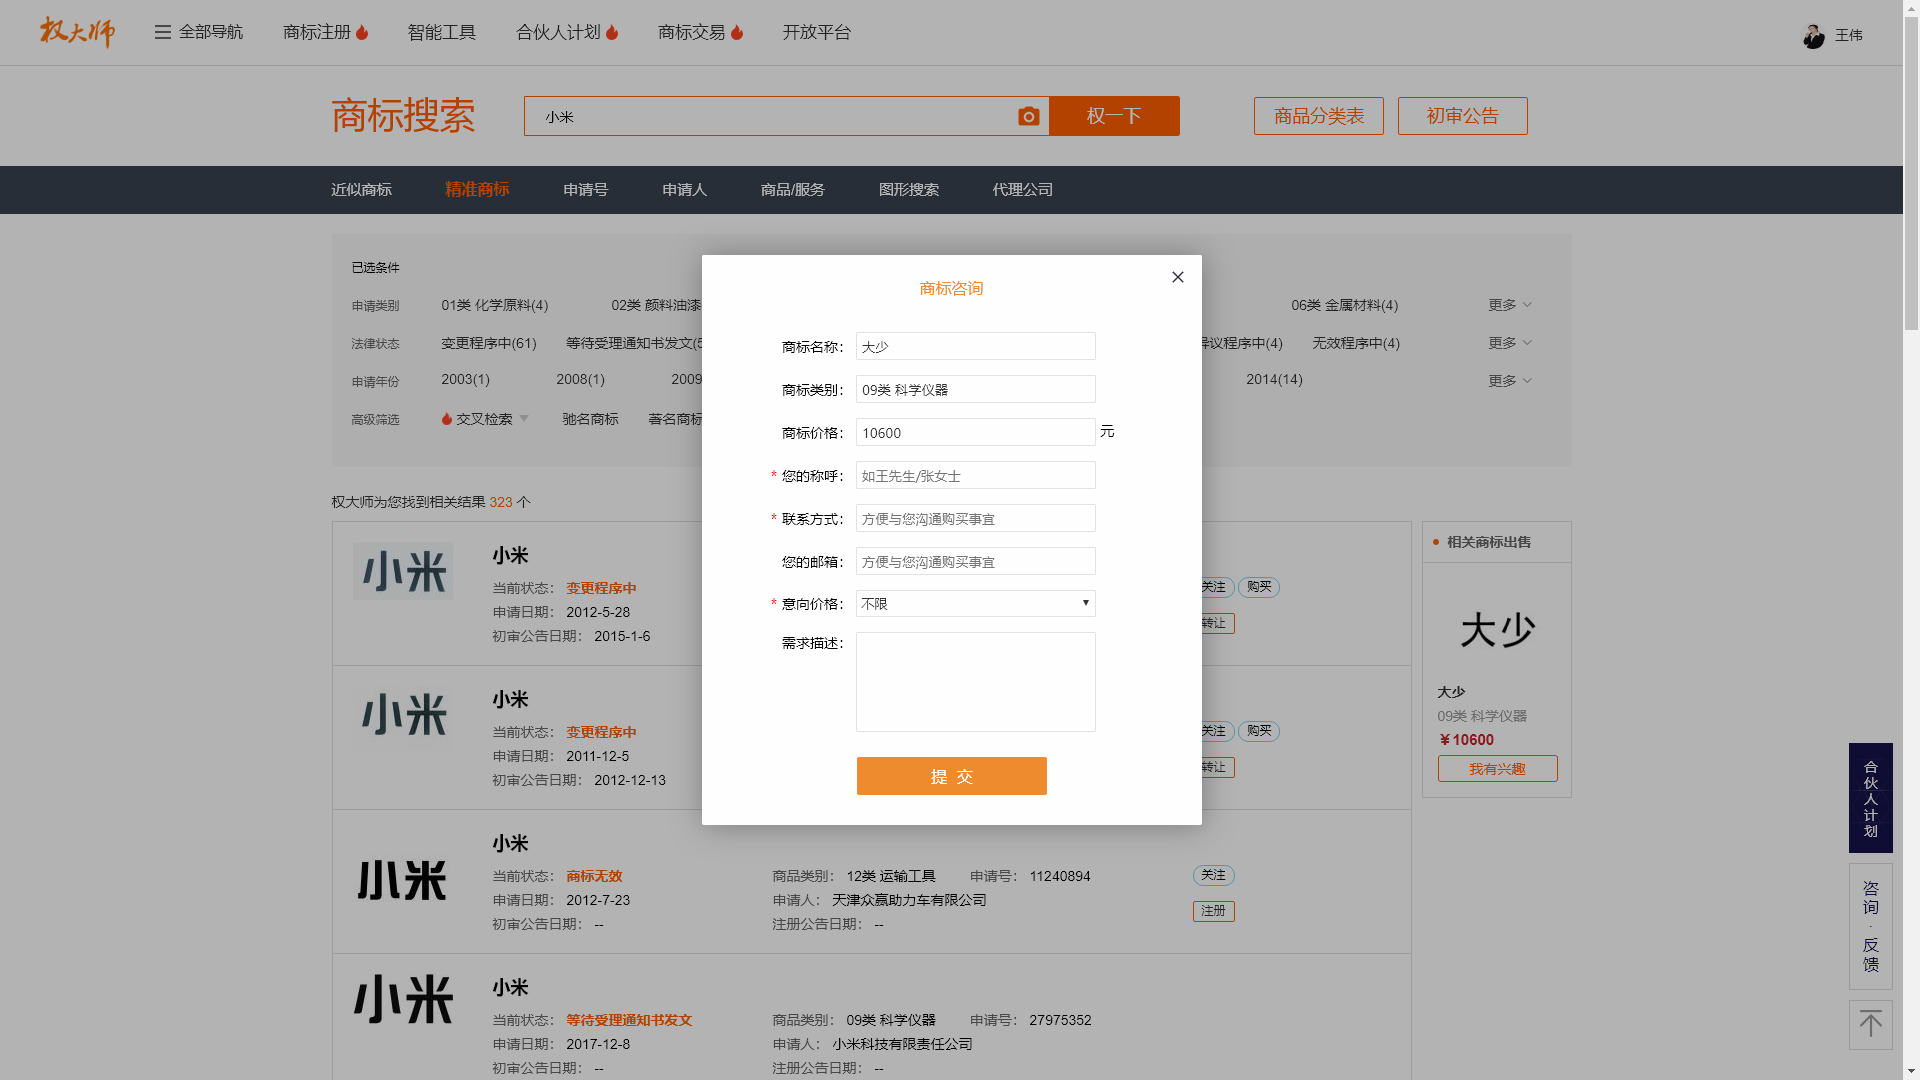 权大师
全部导航
商标注册
智能工具
合伙人计划
商标交易
开放平台
王伟
商标搜索
小米
权一下
商品分类表
初审公告
近似商标
精准商标
申请号
申请人
商品/服务
图形搜索
代理公司
已选条件
申请类别
01类 化学原料(4)
02类 颜料油漆
06类 金属材料(4)
更多
法律状态
变更程序中(61)
等待受理通知书发文(5
异议程序中(4)
无效程序中(4)
更多
申请年份
2003(1)
2008(1)
2009
2014(14)
更多
高级筛选
交叉检索
驰名商标
著名商标
权大师为您找到相关结果 323 个
小米
小米
当前状态: 变更程序中
申请日期: 2012-5-28
初审公告日期: 2015-1-6
关注
购买
转让
小米
小米
当前状态: 变更程序中
申请日期: 2011-12-5
初审公告日期: 2012-12-13
关注
购买
转让
小米
小米
当前状态: 商标无效
申请日期: 2012-7-23
初审公告日期: --
商品类别: 12类 运输工具
申请号: 11240894
申请人: 天津众赢助力车有限公司
注册公告日期: --
关注
注册
小米
小米
当前状态: 等待受理通知书发文
申请日期: 2017-12-8
初审公告日期: --
商品类别: 09类 科学仪器
申请号: 27975352
申请人: 小米科技有限责任公司
注册公告日期: --
商标咨询
×
商标名称: 大少
商标类别: 09类 科学仪器
商标价格: 10600 元
* 您的称呼: 如王先生/张女士
* 联系方式: 方便与您沟通购买事宜
您的邮箱: 方便与您沟通购买事宜
* 意向价格: 不限
需求描述:
提 交
相关商标出售
大少
大少
09类 科学仪器
¥10600
我有兴趣
合伙人计划
咨询·反馈